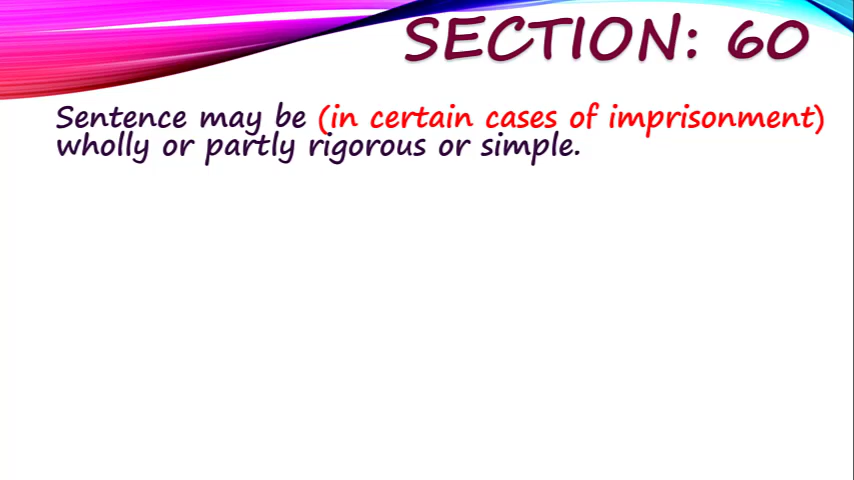 SECTION: 60
Sentence may be (in certain cases of imprisonment)
wholly or partly rigorous or simple.